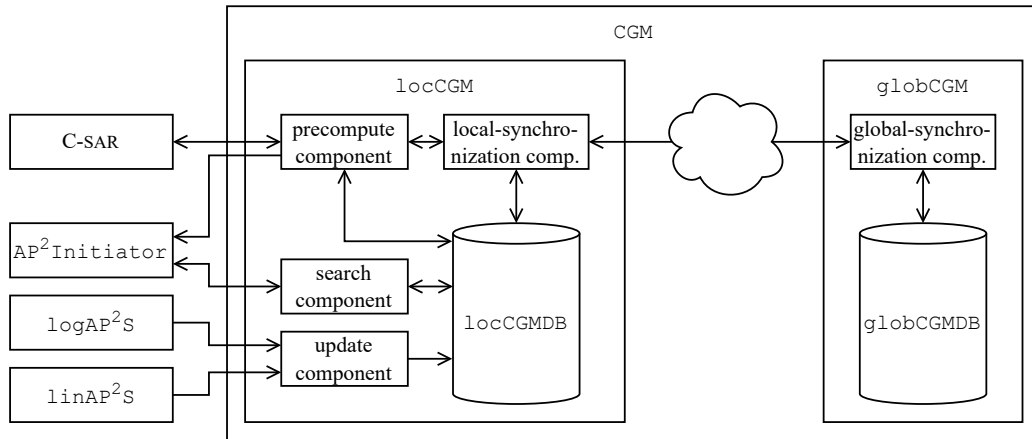 CGM
locCGM
globCGM
C-SAR
precompute
component
local-synchro-
nization comp.
global-synchro-
nization comp.
AP²Initiator
search
component
locCGMDB
globCGMDB
logAP²S
update
component
linAP²S